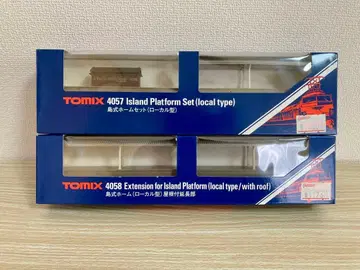 TOMIX 4057 Island Platform Set (local type)
島式ホームセット(ローカル型)
TOMIX 4058 Extension for Island Platform (local type/with roof)
島式ホーム(ローカル型)屋根付延長部